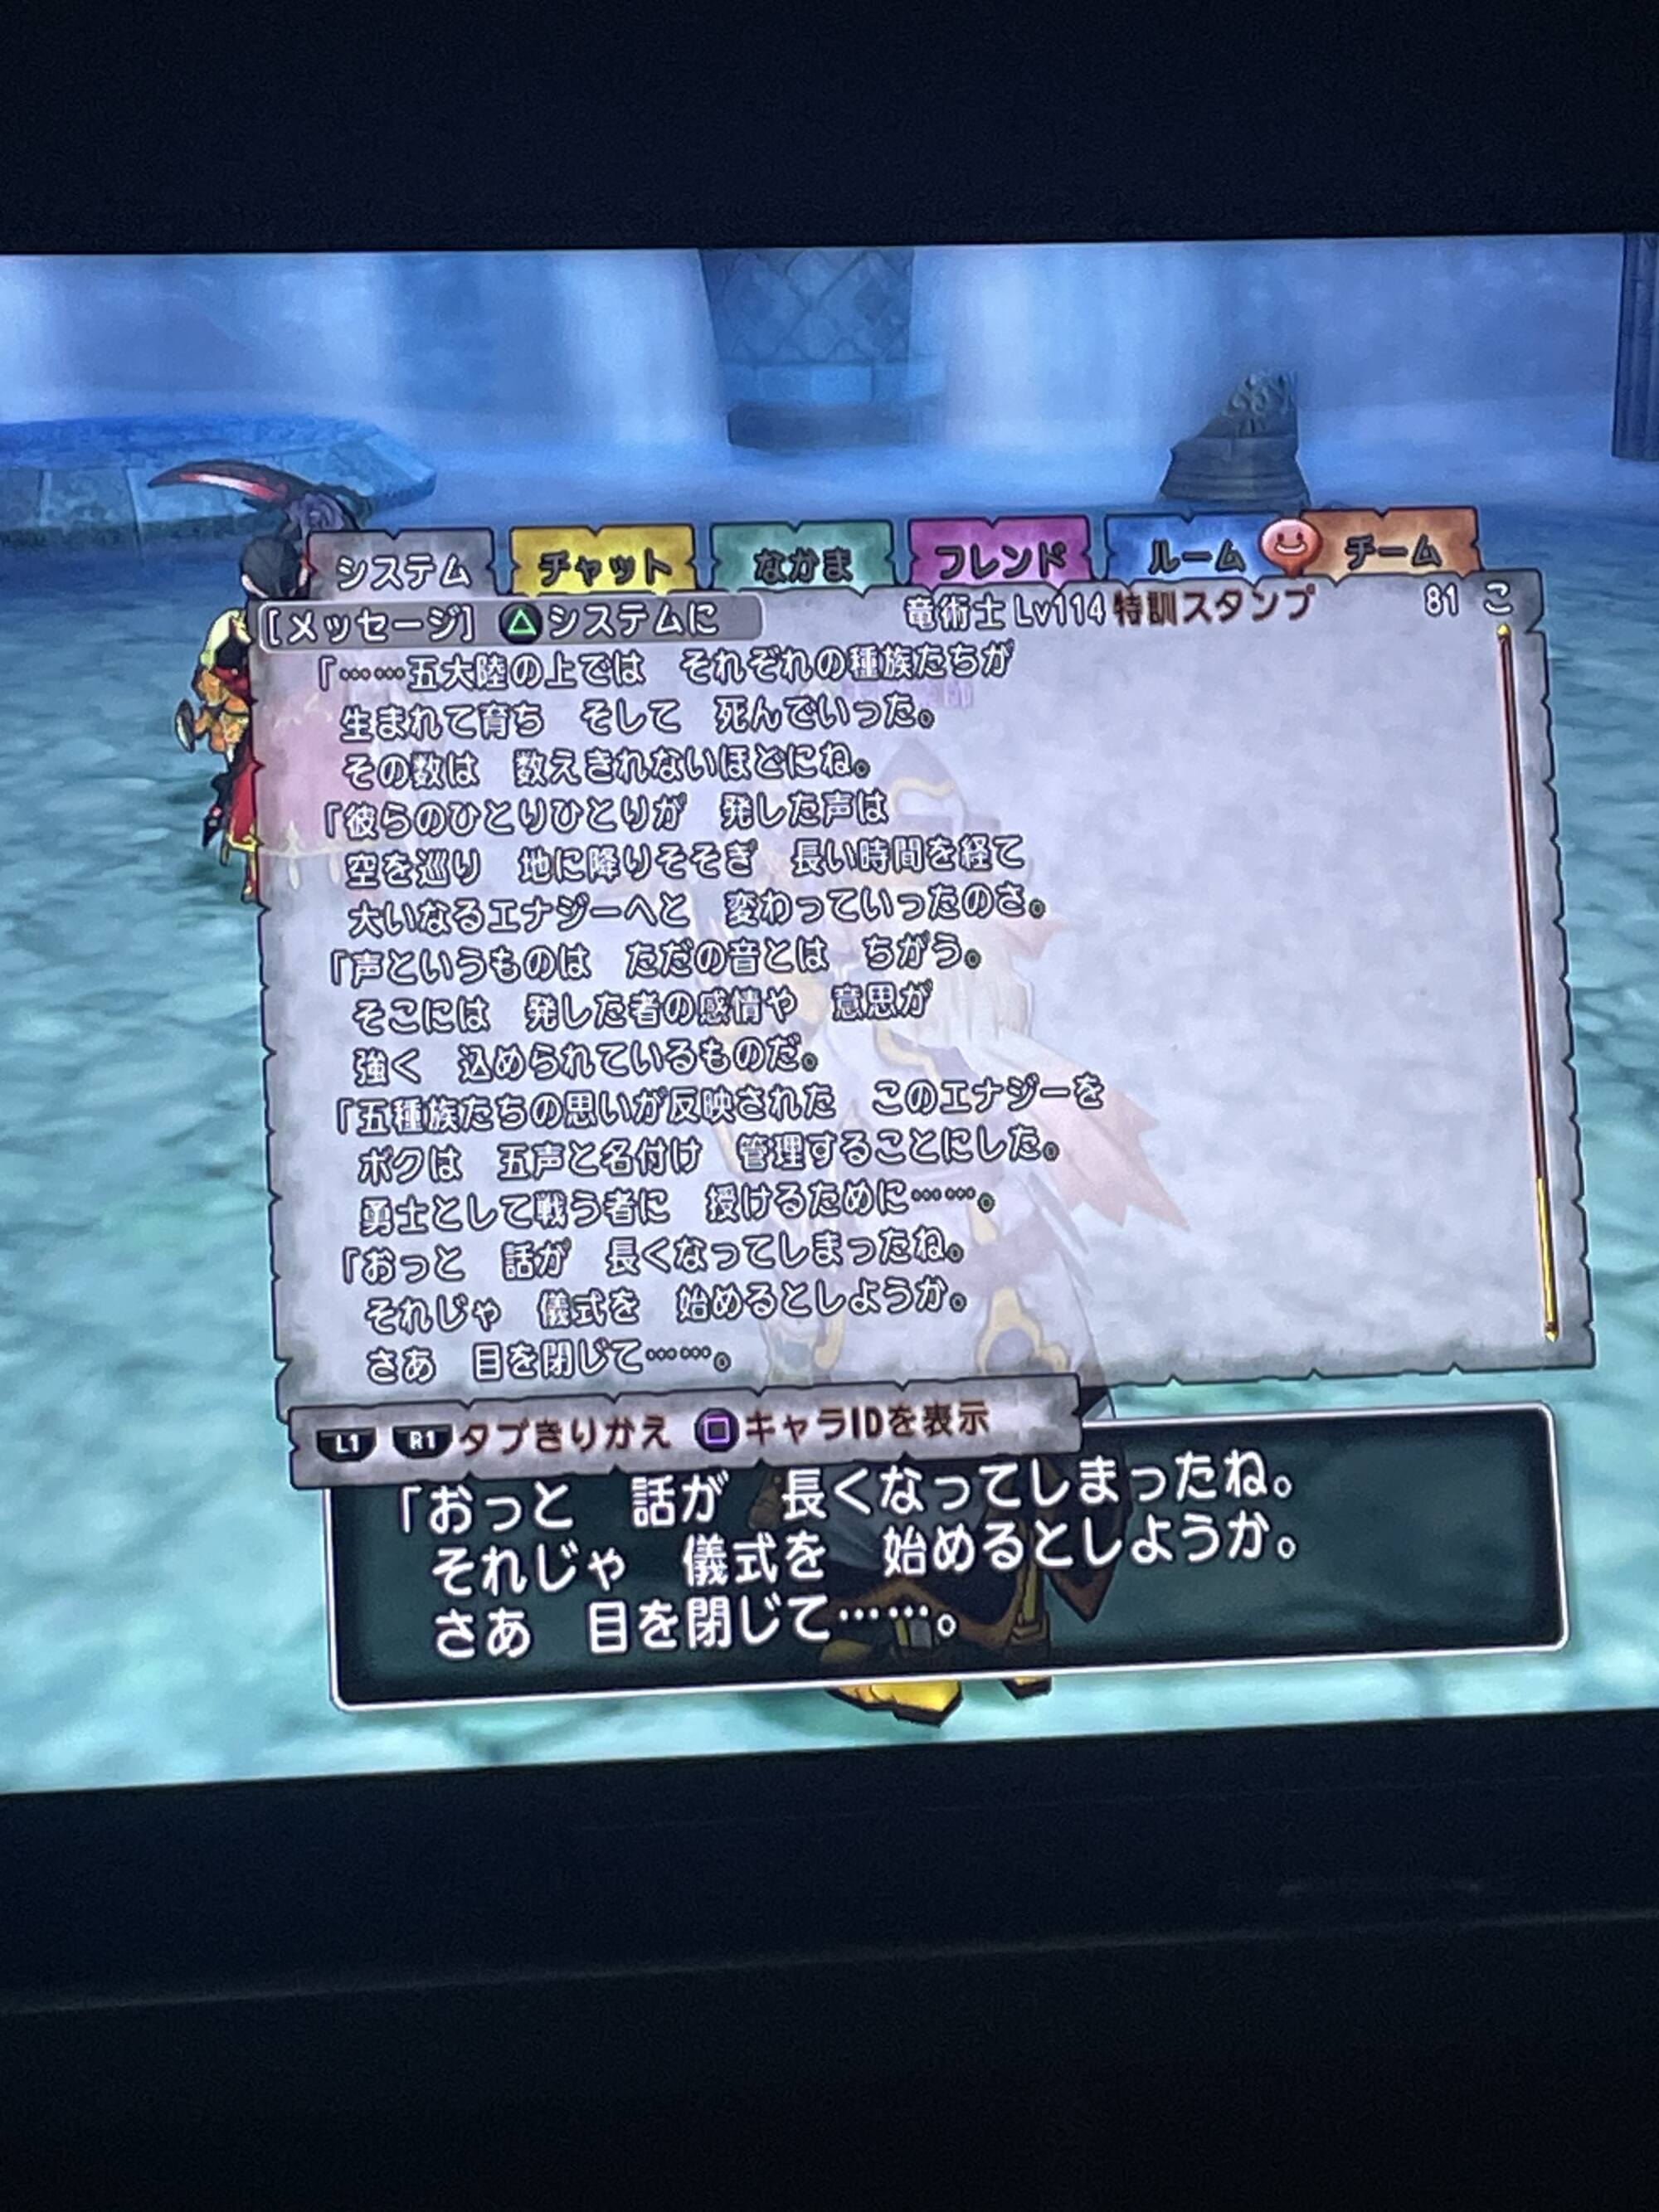 システム チャット なかま フレンド ルーム チーム
[メッセージ] △システムに 竜術士 Lv114 特訓スタンプ 81 こ
「……五大陸の上では　それぞれの種族たちが
生まれて育ち　そして　死んでいった。
その数は　数えきれないほどにね。
「彼らのひとりひとりが　発した声は
空を巡り　地に降りそそぎ　長い時間を経て
大いなるエナジーへと　変わっていったのさ。
「声というものは　ただの音とは　ちがう。
そこには　発した者の感情や　意思が
強く　込められているものだ。
「五種族たちの思いが反映された　このエナジーを
ボクは　五声と名付け　管理することにした。
勇士として戦う者に　授けるために……。
「おっと　話が　長くなってしまったね。
それじゃ　儀式を　始めるとしようか。
さあ　目を閉じて……。
L1 R1 タブきりかえ □キャラIDを表示
「おっと　話が　長くなってしまったね。
それじゃ　儀式を　始めるとしようか。
さあ　目を閉じて……。